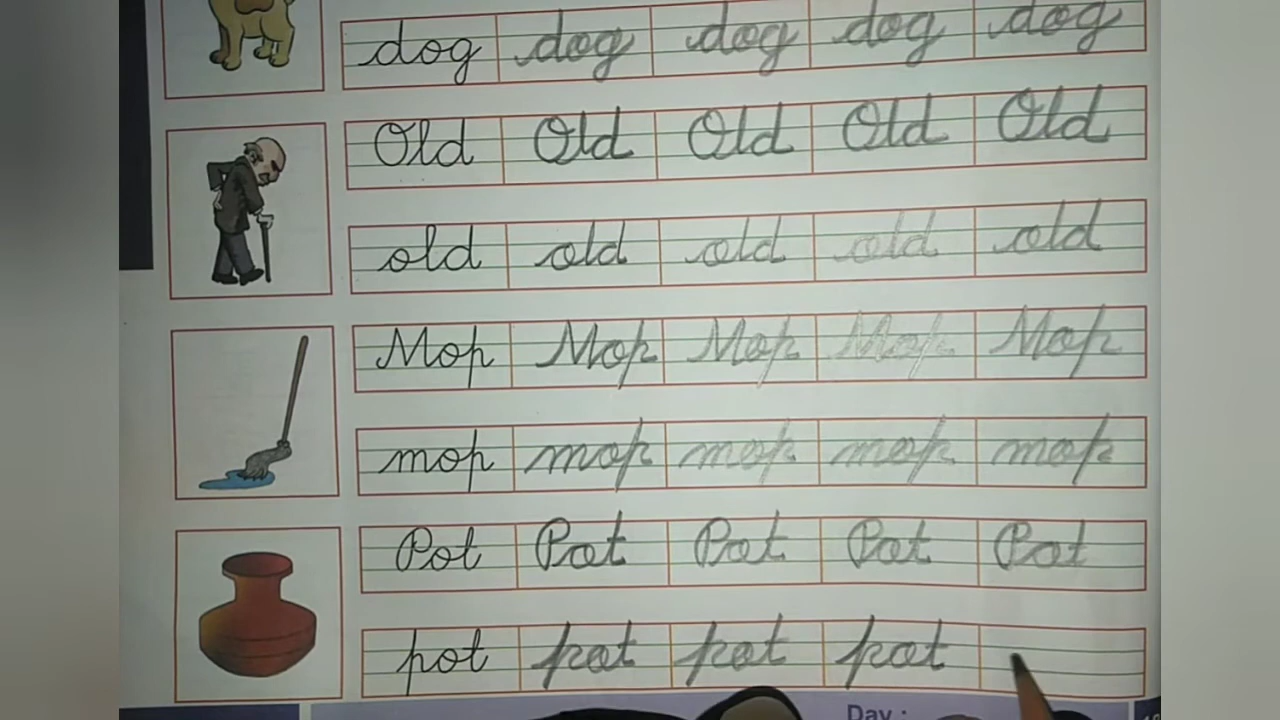 dog dog dog dog dog
Old Old Old Old Old
old old old old old
Mop Mop Mop Mop Mop
mop mop mop mop mop
Pot Pot Pot Pot Pot
pot pot pot pot
Day :